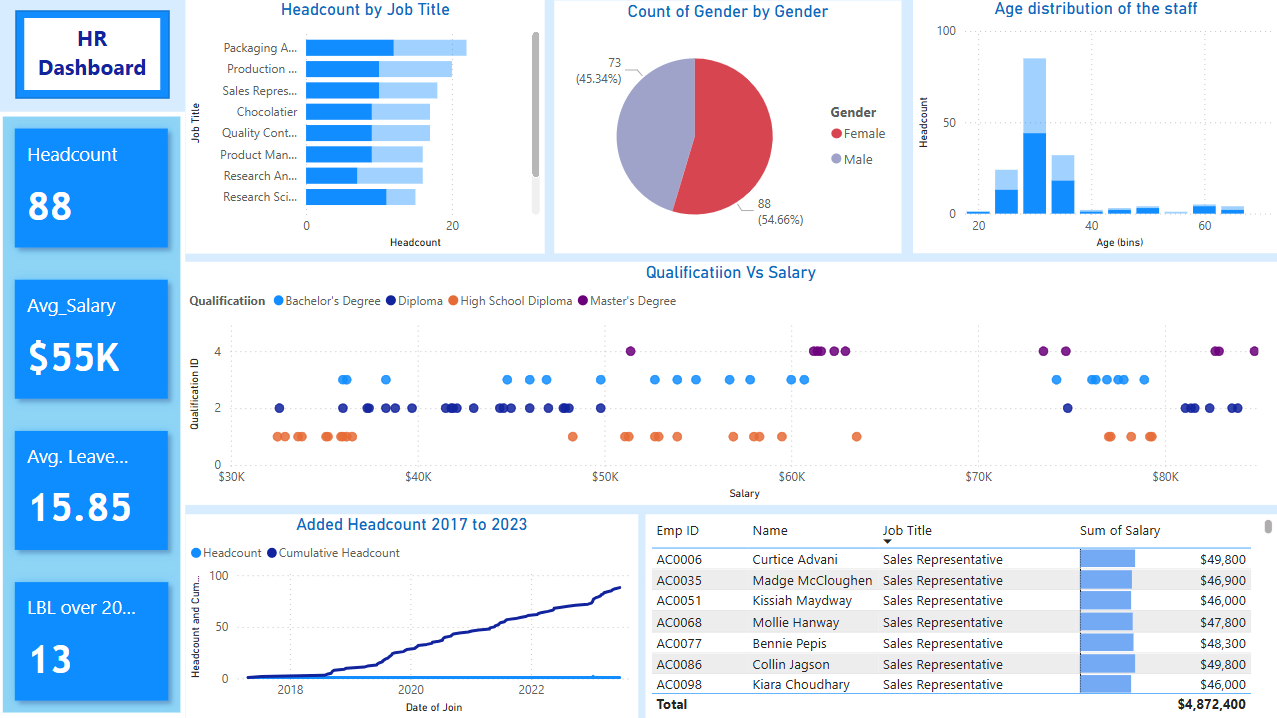 HR
Dashboard
Headcount
88
Avg_Salary
$55K
Avg. Leave...
15.85
LBL over 20...
13
Headcount by Job Title
Job Title
Packaging A...
Production ...
Sales Repres...
Chocolatier
Quality Cont...
Product Man...
Research An...
Research Sci...
0 20
Headcount
Count of Gender by Gender
73
(45.34%)
88
(54.66%)
Gender
Female
Male
Age distribution of the staff
Headcount
100
50
0
20 40 60
Age (bins)
Qualificatiion Vs Salary
Qualificatiion Bachelor's Degree Diploma High School Diploma Master's Degree
Qualification ID
4
2
0
$30K $40K $50K $60K $70K $80K
Salary
Added Headcount 2017 to 2023
Headcount Cumulative Headcount
Headcount and Cum...
100
50
0
2018 2020 2022
Date of Join
Emp ID Name Job Title Sum of Salary
AC0006 Curtice Advani Sales Representative $49,800
AC0035 Madge McCloughen Sales Representative $46,900
AC0051 Kissiah Maydway Sales Representative $46,000
AC0068 Mollie Hanway Sales Representative $47,800
AC0077 Bennie Pepis Sales Representative $48,300
AC0086 Collin Jagson Sales Representative $49,800
AC0098 Kiara Choudhary Sales Representative $46,000
Total $4,872,400